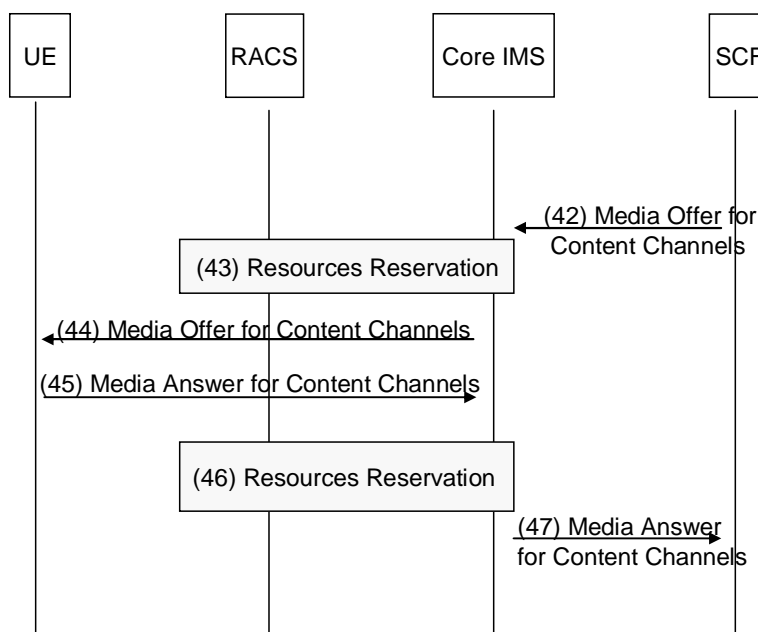 UE
RACS
Core IMS
SCF
(42) Media Offer for
Content Channels
(43) Resources Reservation
(44) Media Offer for Content Channels
(45) Media Answer for Content Channels
(46) Resources Reservation
(47) Media Answer
for Content Channels